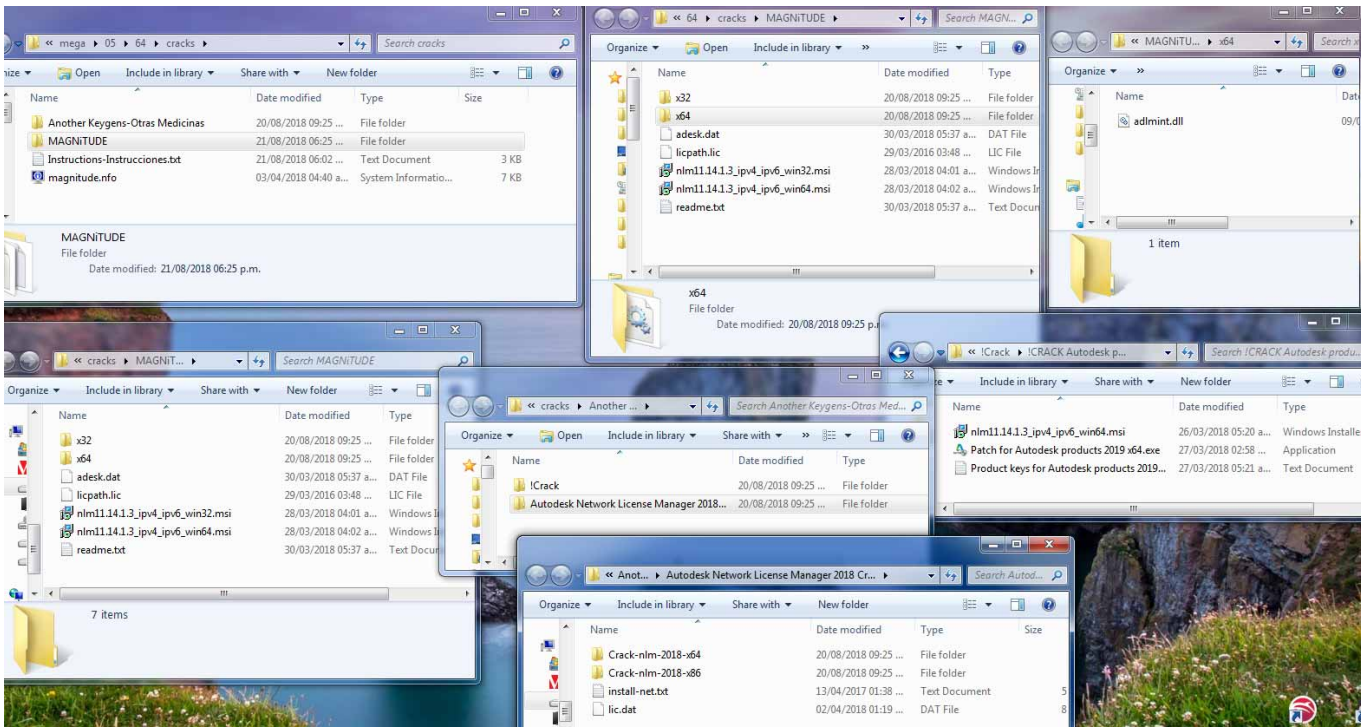 « mega ▸ 05 ▸ 64 ▸ cracks ▸
Search cracks
nize ▾ Open Include in library ▾ Share with ▾ New folder
Name Date modified Type Size
Another Keygens-Otras Medicinas 20/08/2018 09:25 ... File folder
MAGNiTUDE 21/08/2018 06:25 ... File folder
Instructions-Instrucciones.txt 21/08/2018 06:02 ... Text Document 3 KB
magnitude.nfo 03/04/2018 04:40 a... System Informatio... 7 KB
MAGNiTUDE
File folder
Date modified: 21/08/2018 06:25 p.m.
« 64 ▸ cracks ▸ MAGNiTUDE ▸
Search MAGN...
Organize ▾ Open Include in library ▾ »
Name Date modified Type
x32 20/08/2018 09:25 ... File folder
x64 20/08/2018 09:25 ... File folder
adesk.dat 30/03/2018 05:37 a... DAT File
licpath.lic 29/03/2016 03:48 ... LIC File
nlm11.14.1.3_ipv4_ipv6_win32.msi 28/03/2018 04:01 a... Windows In
nlm11.14.1.3_ipv4_ipv6_win64.msi 28/03/2018 04:02 a... Windows In
readme.txt 30/03/2018 05:37 a... Text Docun
x64
File folder
Date modified: 20/08/2018 09:25 p.r
« MAGNiTU... ▸ x64
Search x
Organize ▾ »
Name Date
adlmint.dll 09/0
1 item
« cracks ▸ MAGNiT... ▸
Search MAGNiTUDE
Organize ▾ Include in library ▾ Share with ▾ New folder
Name Date modified Type
x32 20/08/2018 09:25 ... File folder
x64 20/08/2018 09:25 ... File folder
adesk.dat 30/03/2018 05:37 a... DAT File
licpath.lic 29/03/2016 03:48 ... LIC File
nlm11.14.1.3_ipv4_ipv6_win32.msi 28/03/2018 04:01 a... Windows I
nlm11.14.1.3_ipv4_ipv6_win64.msi 28/03/2018 04:02 a... Windows I
readme.txt 30/03/2018 05:37 a... Text Docur
7 items
« cracks ▸ Another ... ▸
Search Another Keygens-Otras Med...
Organize ▾ Open Include in library ▾ Share with ▾ »
Name Date modified Type
!Crack 20/08/2018 09:25 ... File folder
Autodesk Network License Manager 2018... 20/08/2018 09:25 ... File folder
« !Crack ▸ !CRACK Autodesk p...
Search !CRACK Autodesk produ...
e ▾ Include in library ▾ Share with ▾ New folder
Name Date modified Type
nlm11.14.1.3_ipv4_ipv6_win64.msi 26/03/2018 05:20 a... Windows Installe
Patch for Autodesk products 2019 x64.exe 27/03/2018 02:58 ... Application
Product keys for Autodesk products 2019... 27/03/2018 05:21 a... Text Document
« Anot... ▸ Autodesk Network License Manager 2018 Cr... ▸
Search Autod...
Organize ▾ Include in library ▾ Share with ▾ New folder
Name Date modified Type Size
Crack-nlm-2018-x64 20/08/2018 09:25 ... File folder
Crack-nlm-2018-x86 20/08/2018 09:25 ... File folder
install-net.txt 13/04/2017 01:38 ... Text Document 5
lic.dat 02/04/2018 01:19 ... DAT File 8